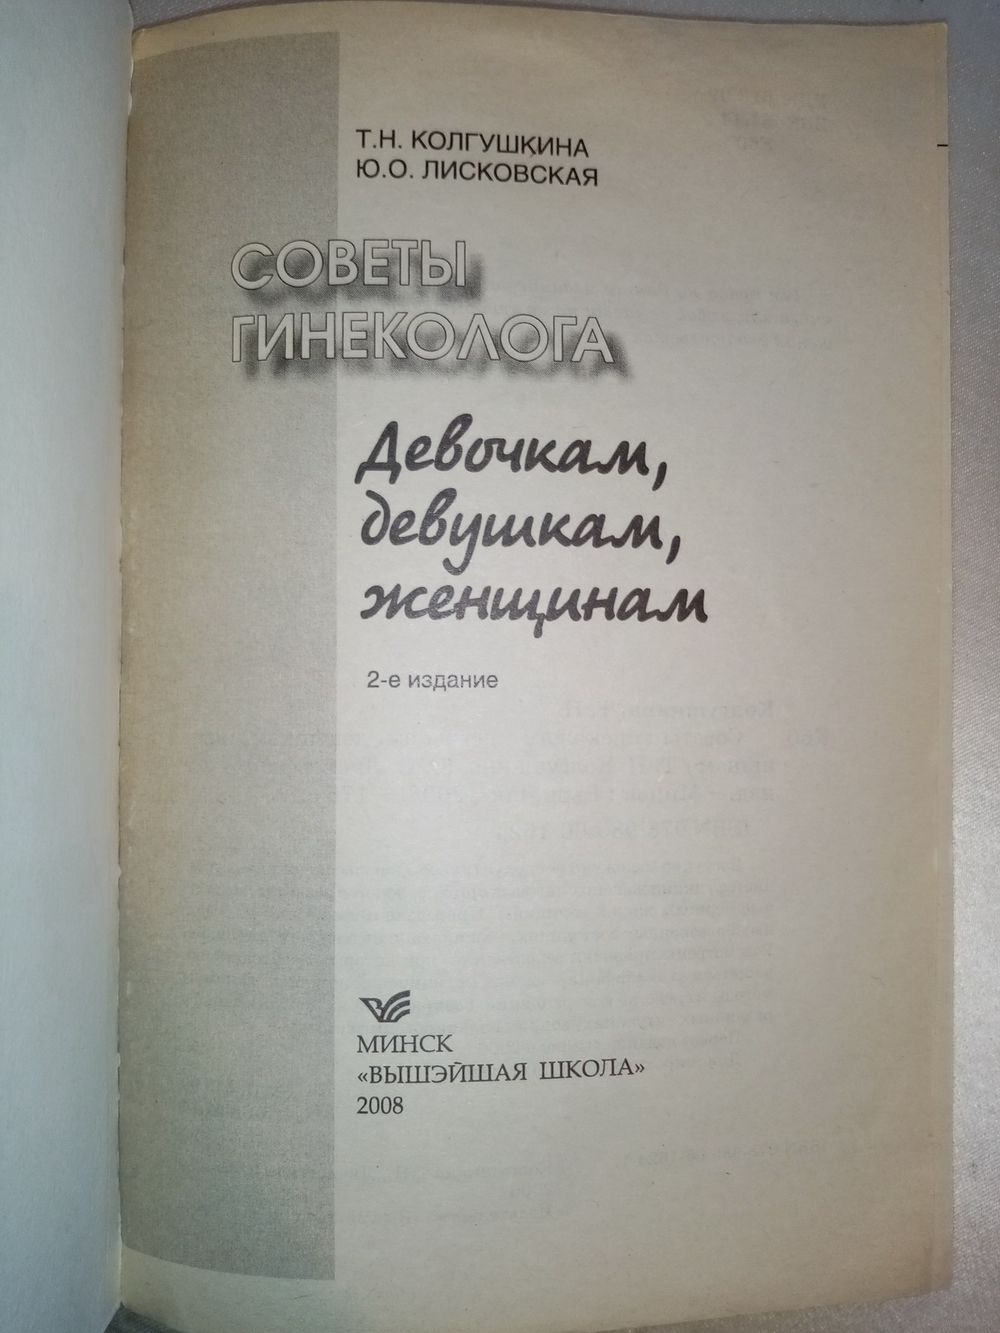 Т.Н. КОЛГУШКИНА
Ю.О. ЛИСКОВСКАЯ
СОВЕТЫ
ГИНЕКОЛОГА
Девочкам,
девушкам,
женщинам
2-е издание
МИНСК
«ВЫШЭЙШАЯ ШКОЛА»
2008